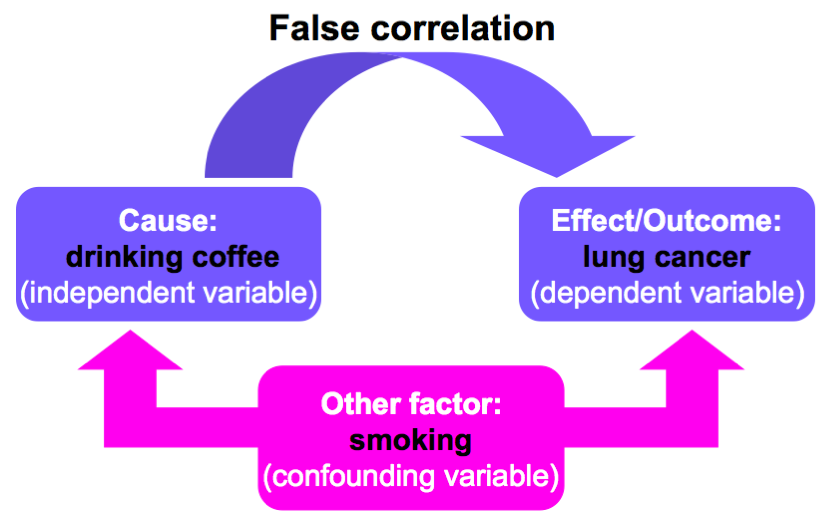 False correlation
Cause:
drinking coffee
(independent variable)
Effect/Outcome:
lung cancer
(dependent variable)
Other factor:
smoking
(confounding variable)